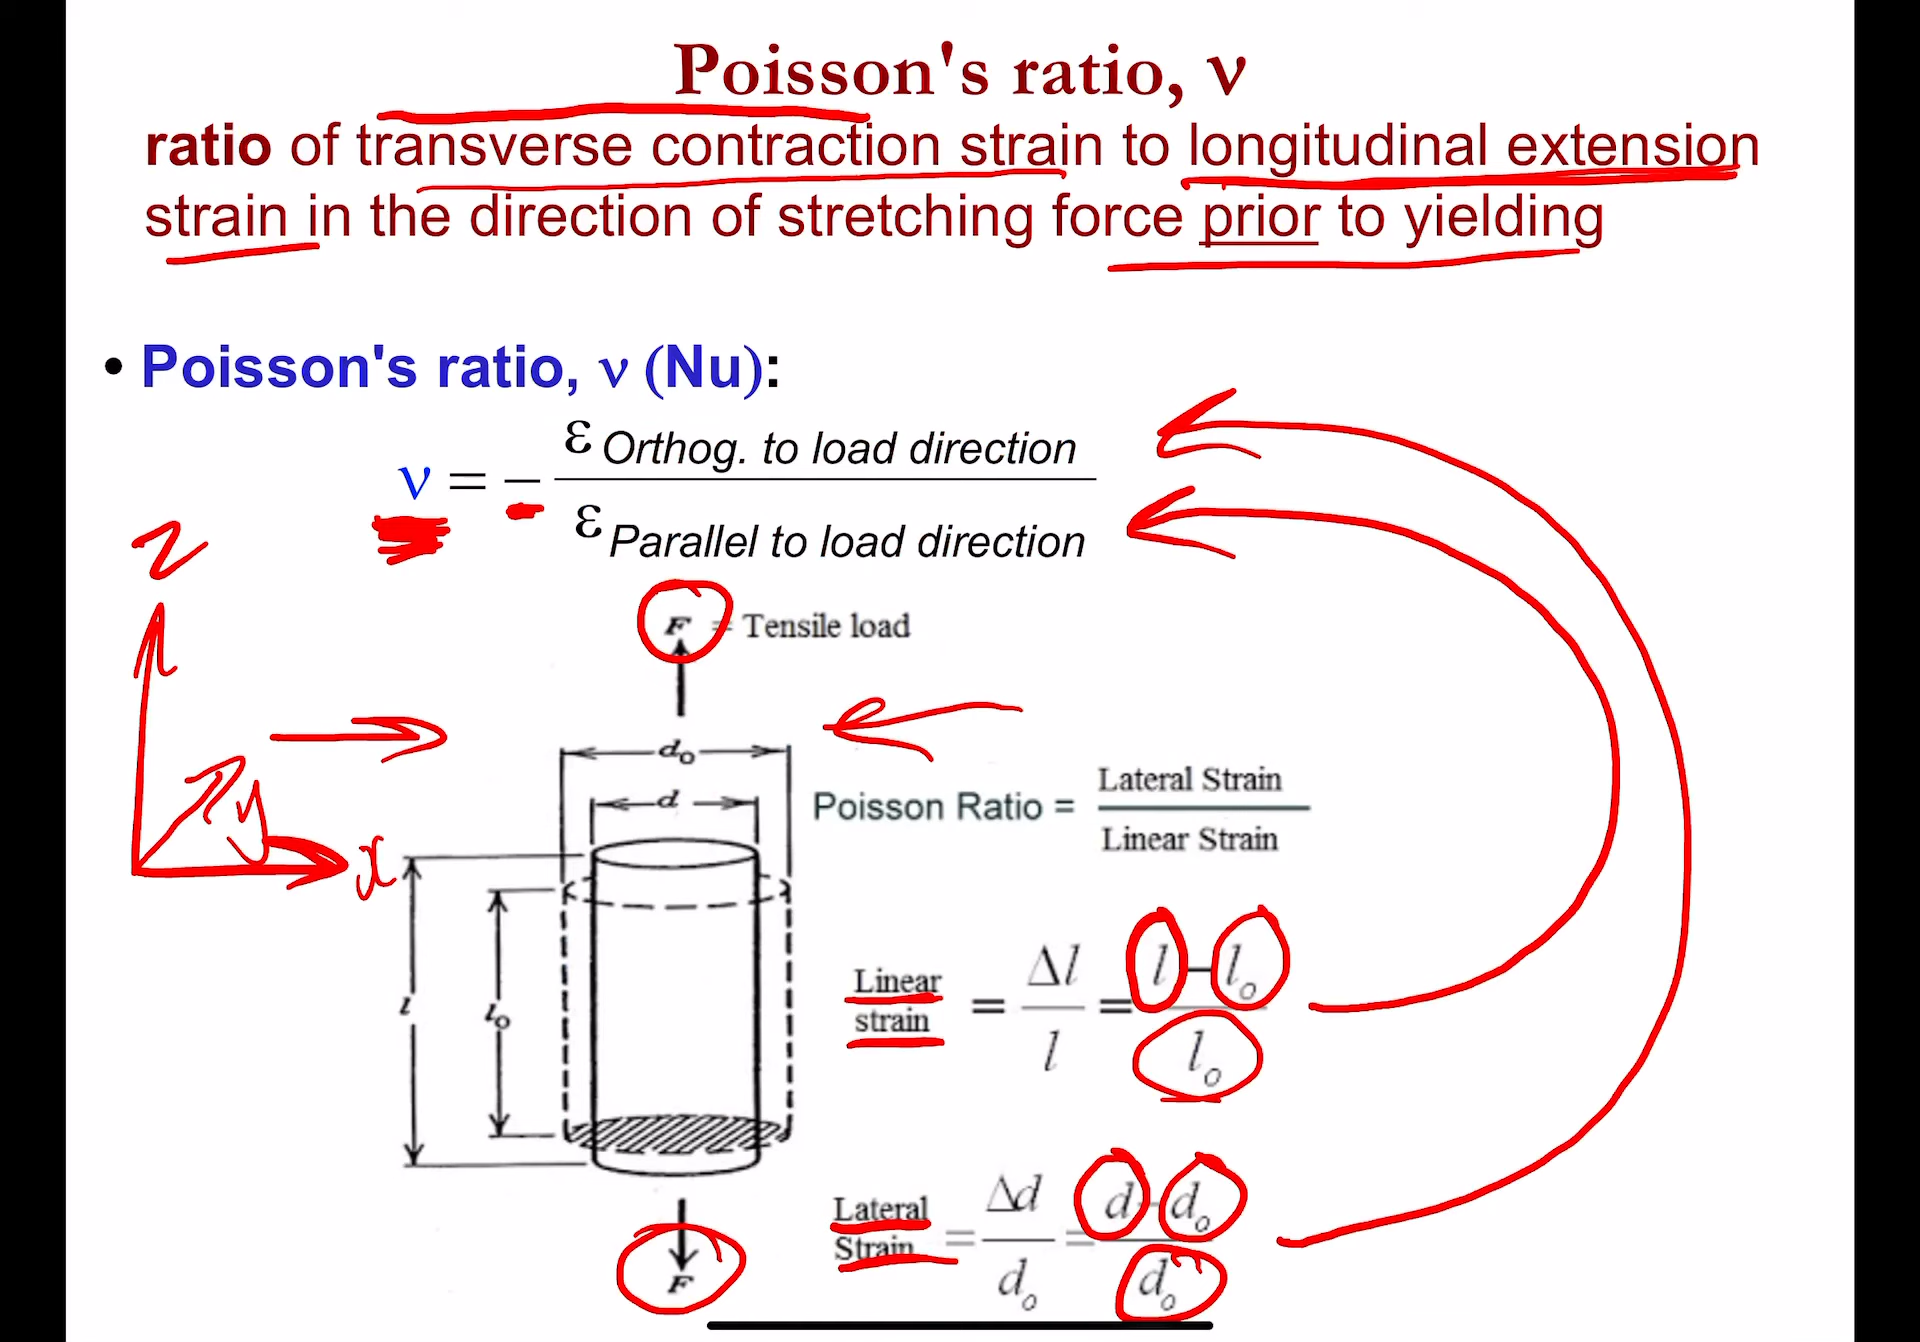 Poisson's ratio, ν
ratio of transverse contraction strain to longitudinal extension
strain in the direction of stretching force prior to yielding
• Poisson's ratio, ν (Nu):
ν = − ε Orthog. to load direction
ε Parallel to load direction
z
F = Tensile load
d₀
y
d
x
Poisson Ratio = Lateral Strain
Linear Strain
l
l₀
Linear
strain
= Δl / l = l - l₀ / l₀
Lateral
Strain
= Δd / d₀ = d - d₀ / d₀
F